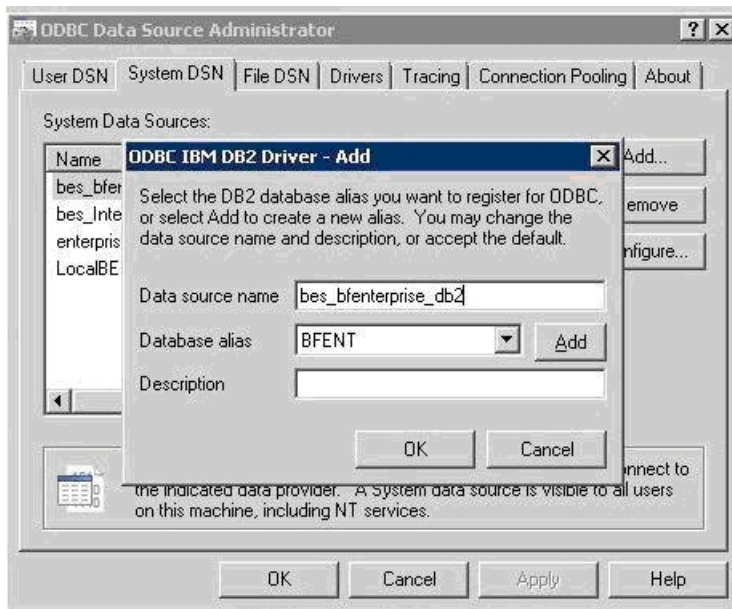 ODBC Data Source Administrator
User DSN System DSN File DSN Drivers Tracing Connection Pooling About
System Data Sources:
Name
ODBC IBM DB2 Driver - Add
Add...
bes_bfen
Select the DB2 database alias you want to register for ODBC,
or select Add to create a new alias. You may change the
data source name and description, or accept the default.
bes_Inte
emove
enterpris
nfigure...
LocalBE
Data source name bes_bfenterprise_db2
Database alias BFENT Add
Description
OK Cancel
nnect to
the indicated data provider. A System data source is visible to all users
on this machine, including NT services.
OK Cancel Apply Help